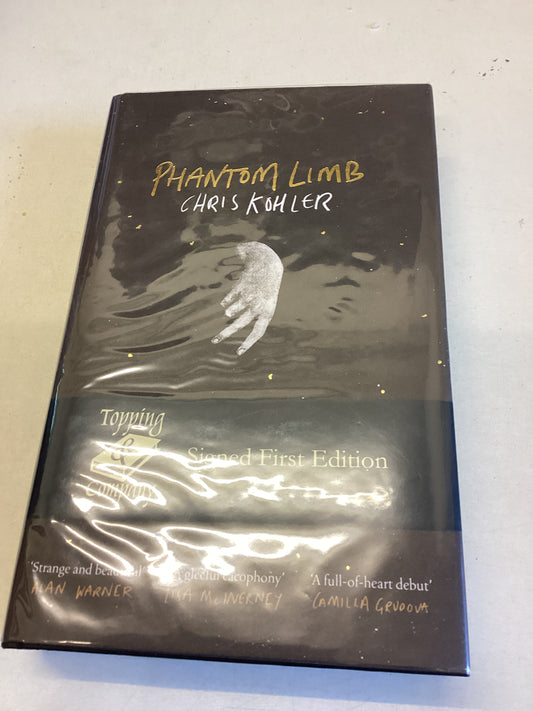 PHANTOM LIMB
CHRIS KOHLER
Topping
&
Company
Signed First Edition
'Strange and beautiful'
ALAN WARNER
gleeful cacophony'
LISA McINERNEY
'A full-of-heart debut'
CAMILLA GRUDOVA